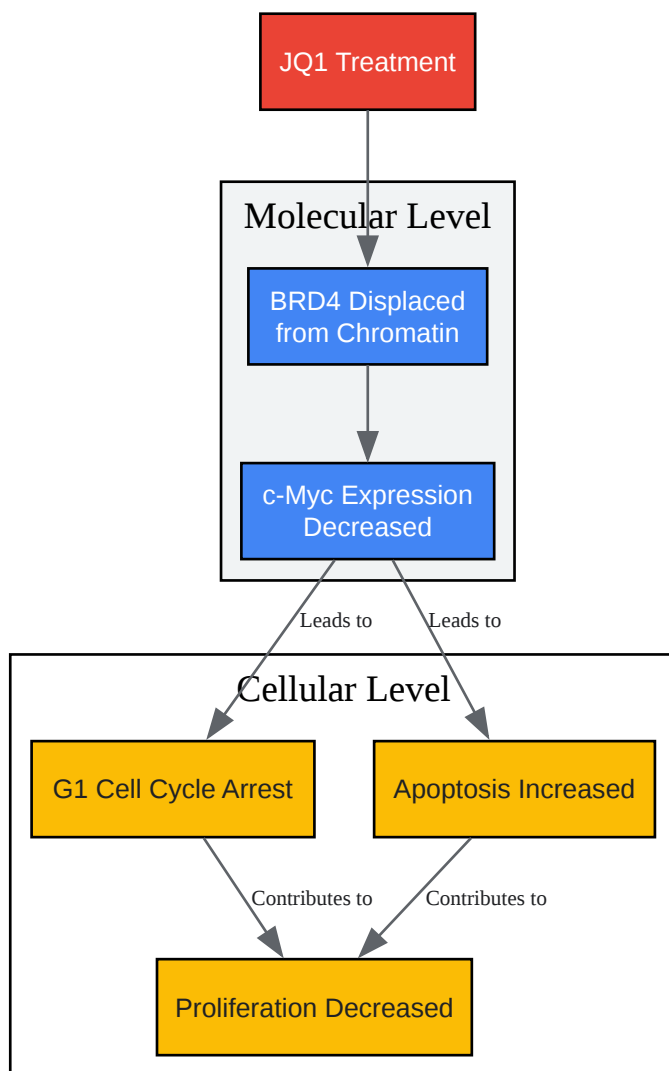 JQ1 Treatment
Molecular Level
BRD4 Displaced
from Chromatin
c-Myc Expression
Decreased
Leads to
Leads to
Cellular Level
G1 Cell Cycle Arrest
Apoptosis Increased
Contributes to
Contributes to
Proliferation Decreased